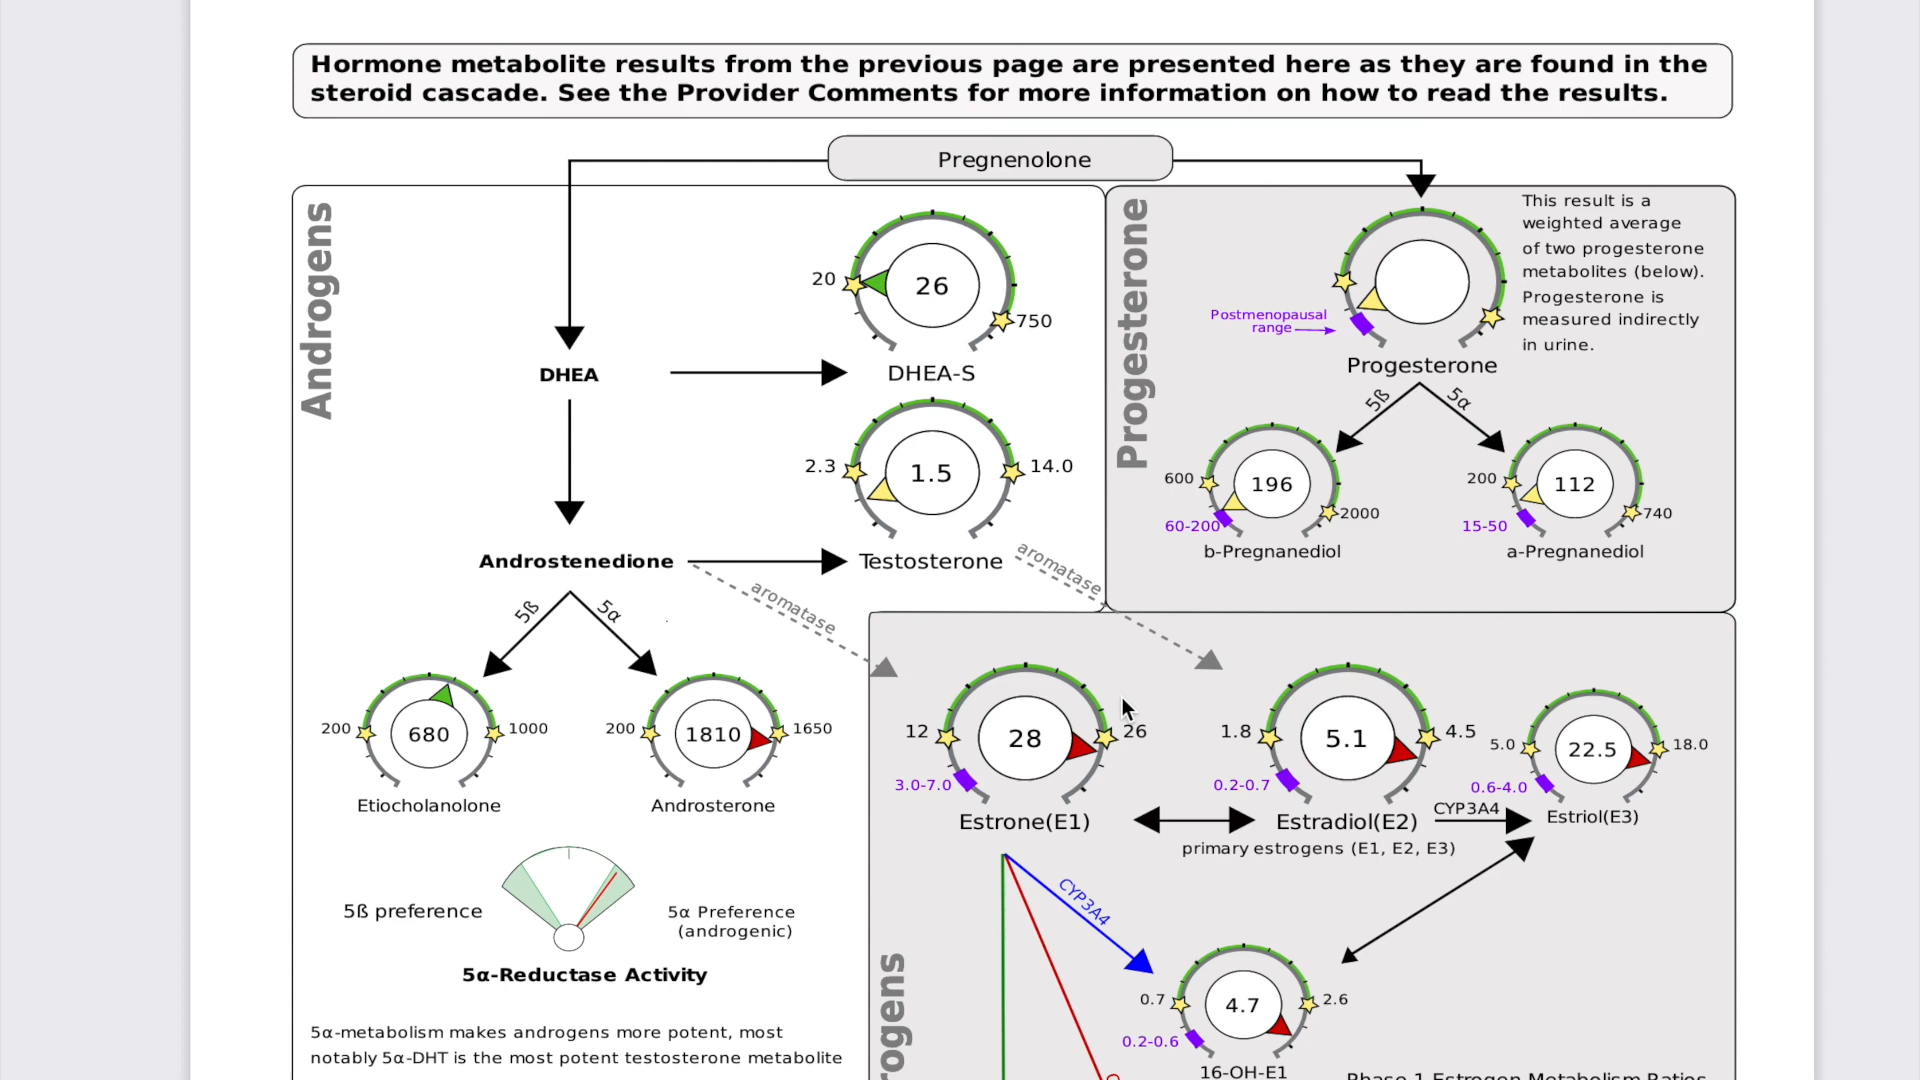 Hormone metabolite results from the previous page are presented here as they are found in the
steroid cascade. See the Provider Comments for more information on how to read the results.
Pregnenolone
Androgens
20
26
750
DHEA
DHEA-S
2.3
1.5
14.0
Androstenedione
Testosterone
aromatase
aromatase
5ß
5α
200
680
1000
Etiocholanolone
200
1810
1650
Androsterone
5ß preference
5α Preference
(androgenic)
5α-Reductase Activity
5α-metabolism makes androgens more potent, most
notably 5α-DHT is the most potent testosterone metabolite
Progesterone
This result is a
weighted average
of two progesterone
metabolites (below).
Progesterone is
measured indirectly
in urine.
Postmenopausal
range
Progesterone
5ß
5α
600
196
2000
60-200
b-Pregnanediol
200
112
740
15-50
a-Pregnanediol
12
28
26
3.0-7.0
Estrone(E1)
1.8
5.1
4.5
0.2-0.7
Estradiol(E2)
CYP3A4
5.0
22.5
18.0
0.6-4.0
Estriol(E3)
primary estrogens (E1, E2, E3)
CYP3A4
rogens
0.7
4.7
2.6
0.2-0.6
16-OH-E1
Phase 1 Estrogen Metabolism Ratios